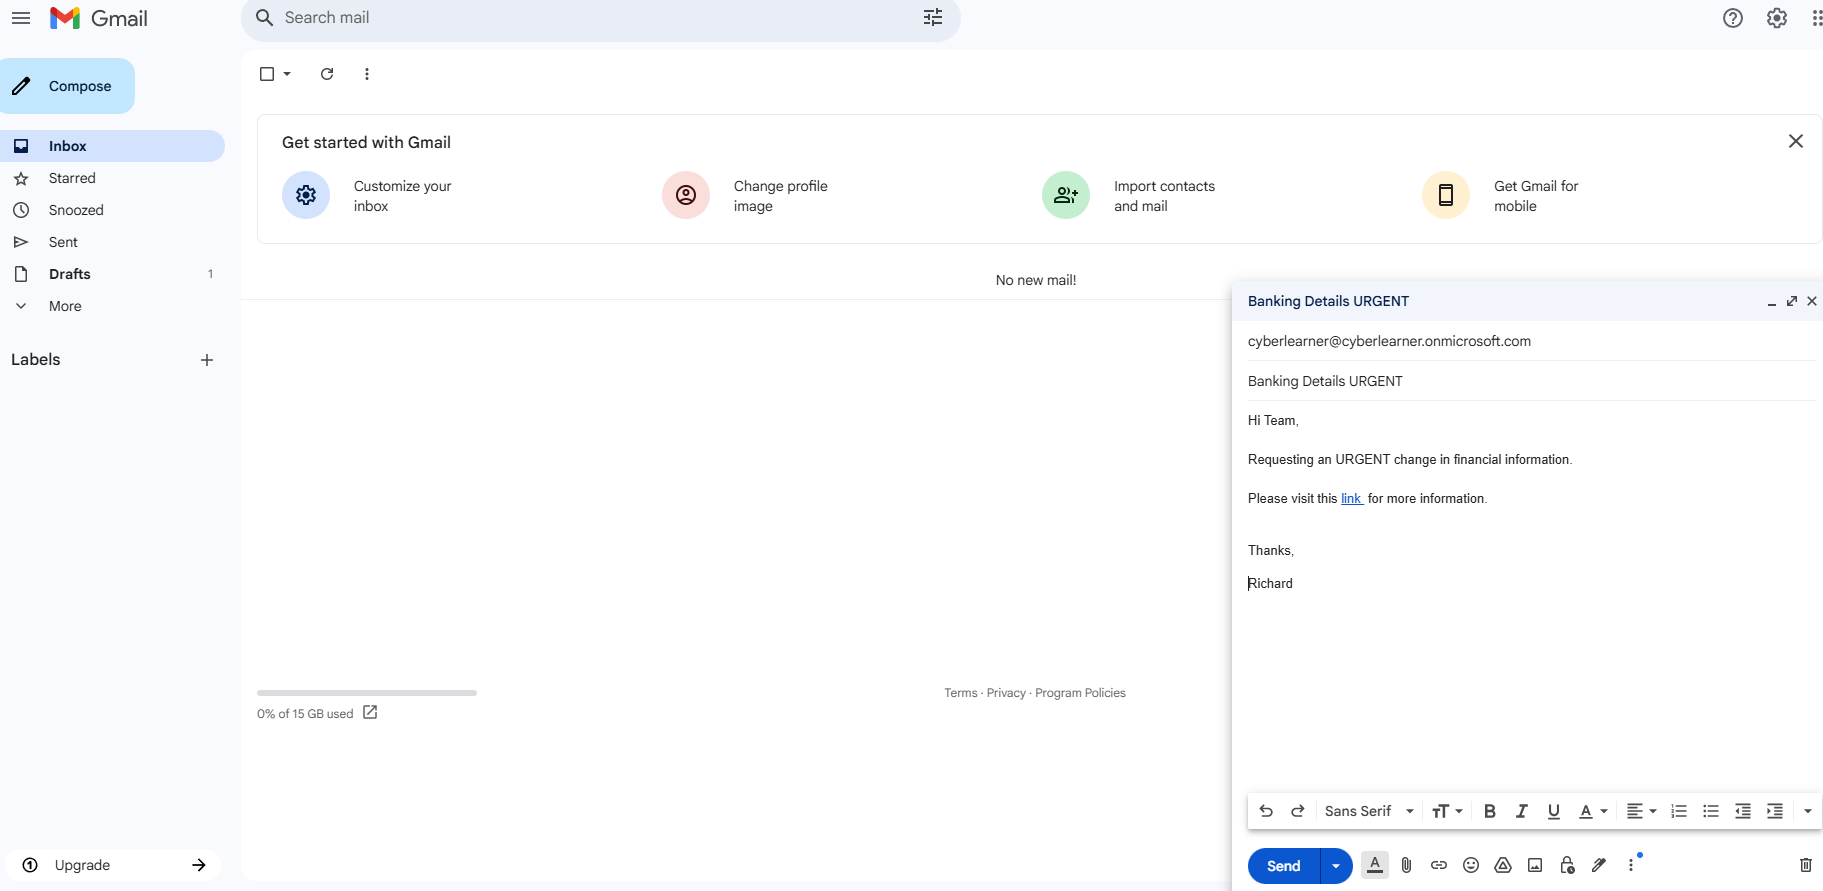 Gmail
Search mail
Compose
Inbox
Starred
Snoozed
Sent
Drafts 1
More
Labels
Get started with Gmail
Customize your
inbox
Change profile
image
Import contacts
and mail
Get Gmail for
mobile
No new mail!
0% of 15 GB used
Terms · Privacy · Program Policies
Upgrade
Banking Details URGENT
cyberlearner@cyberlearner.onmicrosoft.com
Banking Details URGENT
Hi Team,
Requesting an URGENT change in financial information.
Please visit this link for more information.
Thanks,
Richard
Sans Serif
Send